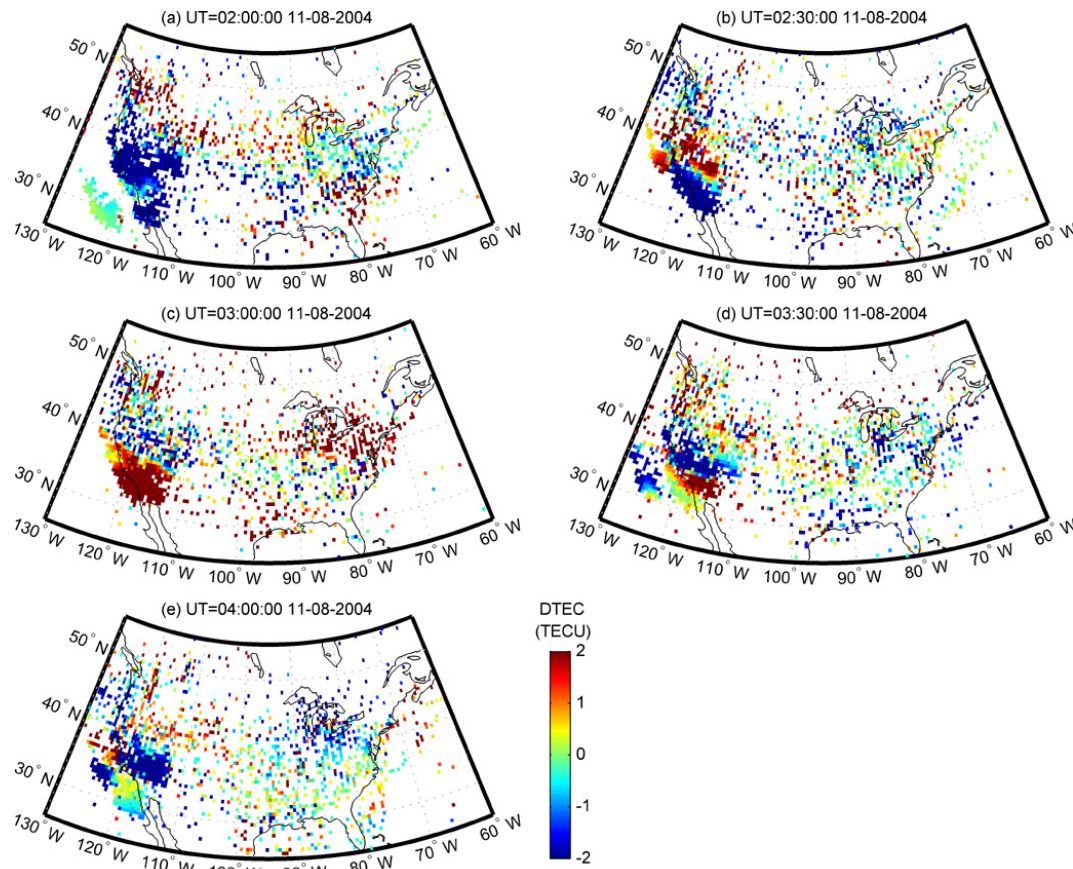 (a) UT=02:00:00 11-08-2004
50° N
40° N
30° N
130° W
120° W
110° W
100° W
90° W
80° W
70° W
60° W
(b) UT=02:30:00 11-08-2004
50° N
40° N
30° N
130° W
120° W
110° W
100° W
90° W
80° W
70° W
60° W
(c) UT=03:00:00 11-08-2004
50° N
40° N
30° N
130° W
120° W
110° W
100° W
90° W
80° W
70° W
60° W
(d) UT=03:30:00 11-08-2004
50° N
40° N
30° N
130° W
120° W
110° W
100° W
90° W
80° W
70° W
60° W
(e) UT=04:00:00 11-08-2004
50° N
40° N
30° N
130° W
120° W
110° W
100° W
90° W
80° W
70° W
60° W
DTEC
(TECU)
2
1
0
-1
-2